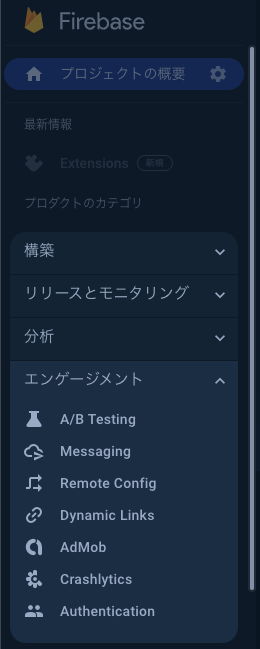 Firebase
プロジェクトの概要
最新情報
Extensions 新規
プロダクトのカテゴリ
構築
リリースとモニタリング
分析
エンゲージメント
A/B Testing
Messaging
Remote Config
Dynamic Links
AdMob
Crashlytics
Authentication